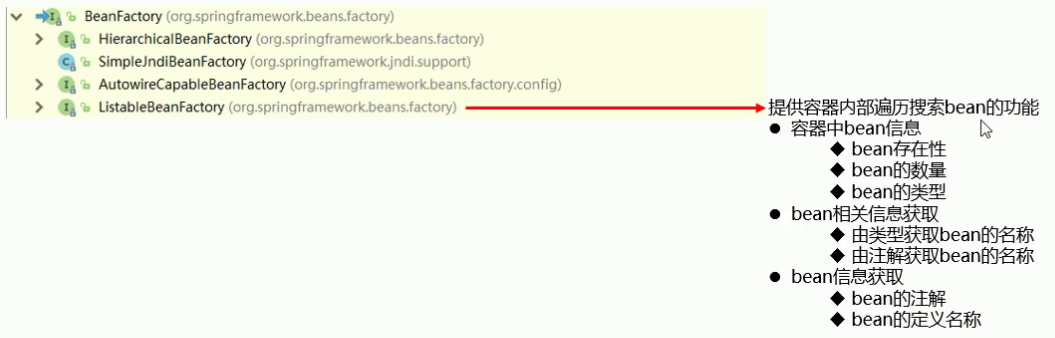 BeanFactory (org.springframework.beans.factory)
HierarchicalBeanFactory (org.springframework.beans.factory)
SimpleJndiBeanFactory (org.springframework.jndi.support)
AutowireCapableBeanFactory (org.springframework.beans.factory.config)
ListableBeanFactory (org.springframework.beans.factory)
提供容器内部遍历搜索bean的功能
● 容器中bean信息
◆ bean存在性
◆ bean的数量
◆ bean的类型
● bean相关信息获取
◆ 由类型获取bean的名称
◆ 由注解获取bean的名称
● bean信息获取
◆ bean的注解
◆ bean的定义名称